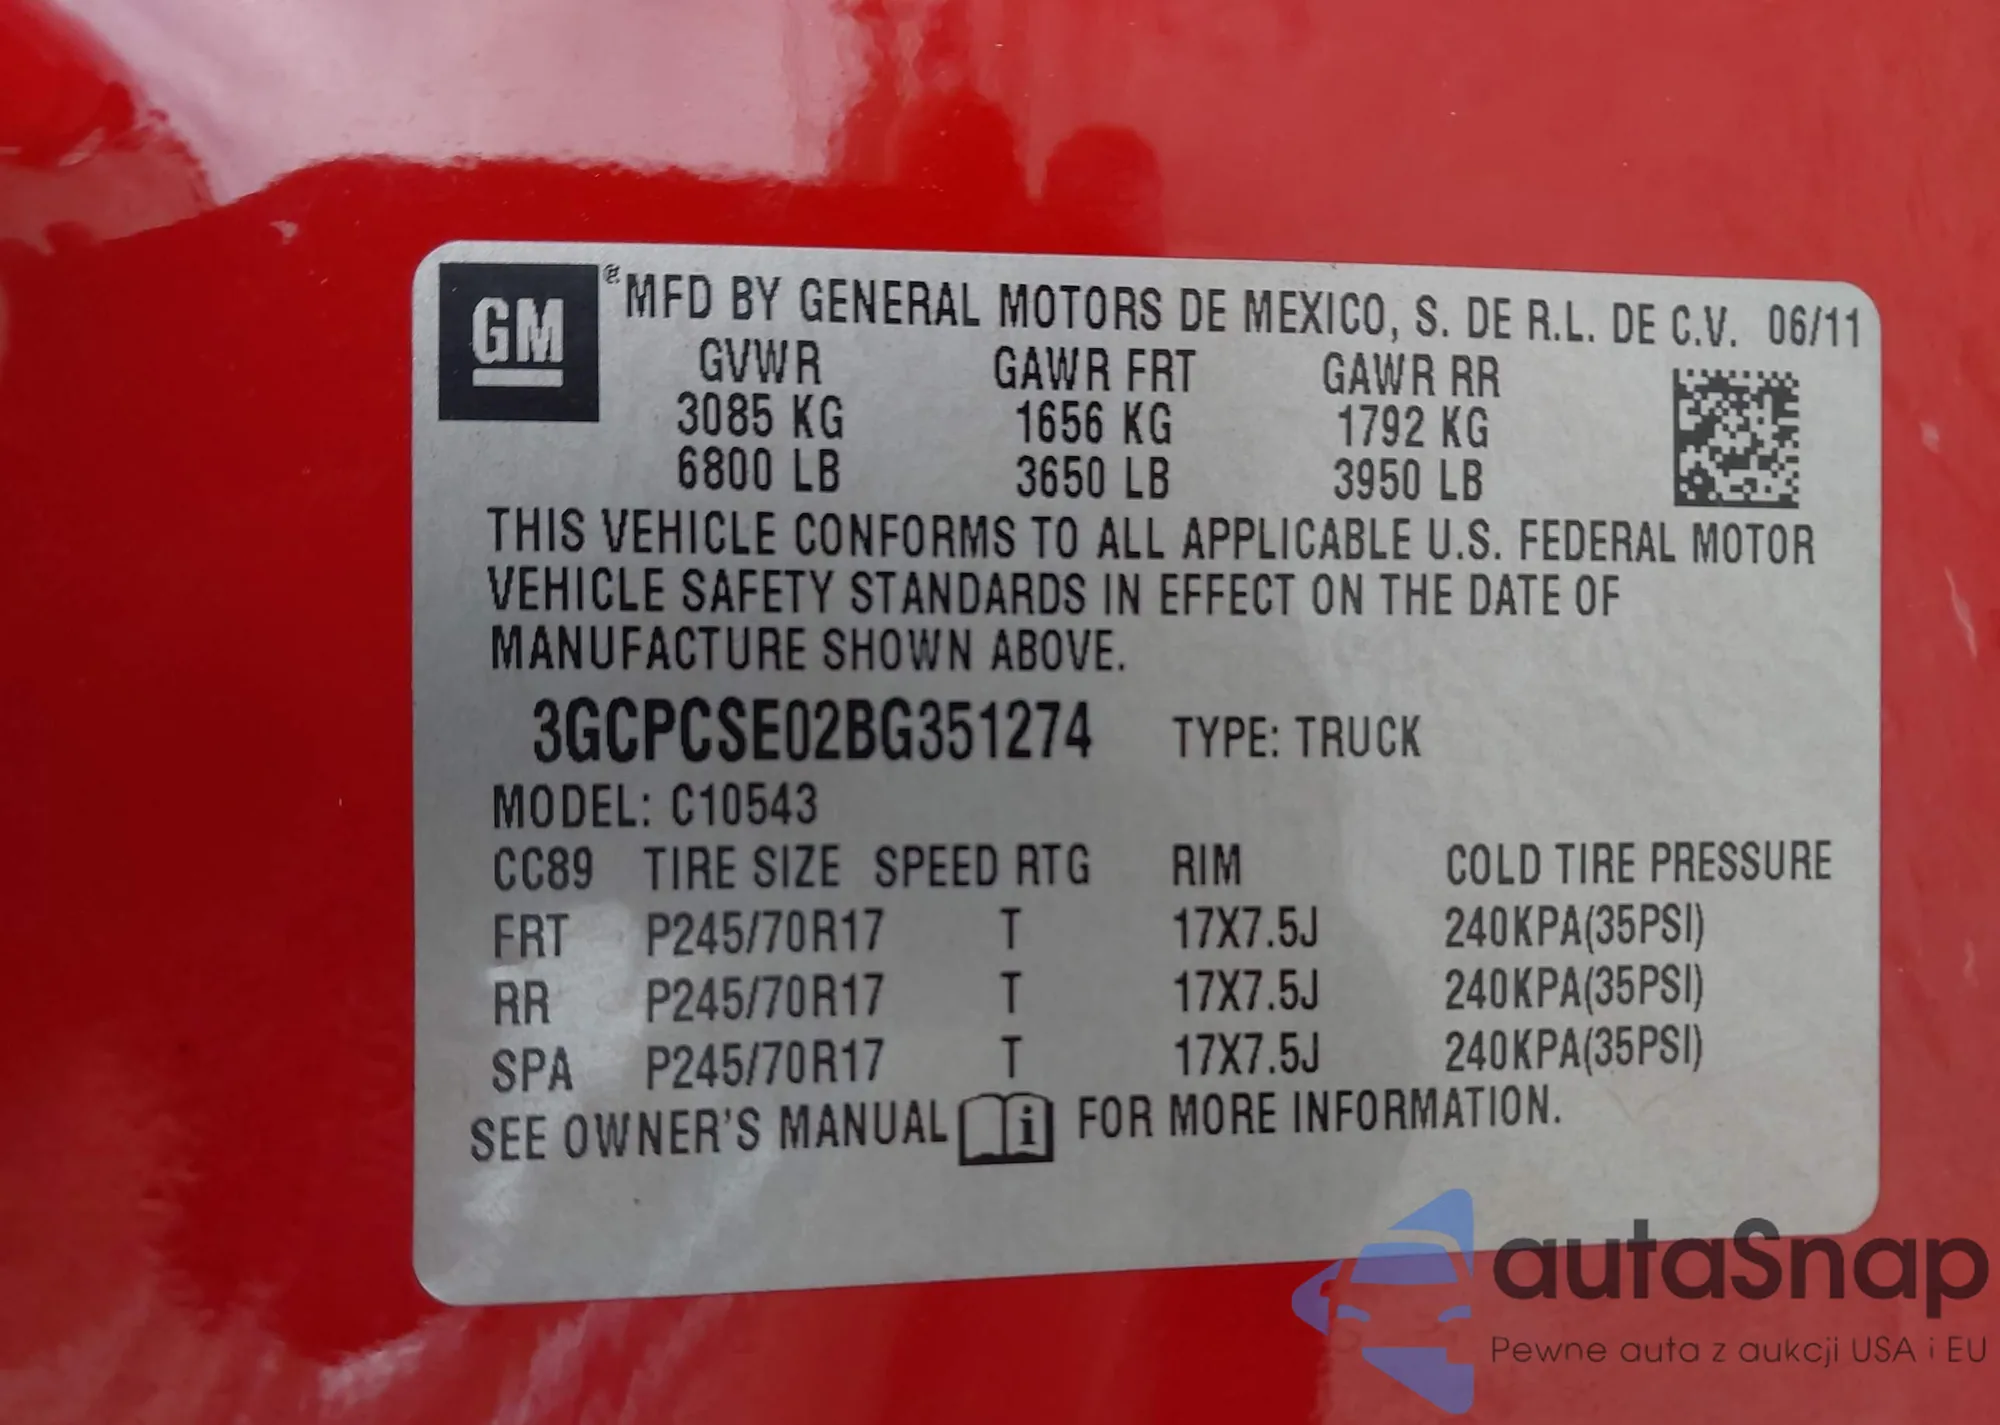 GM
® MFD BY GENERAL MOTORS DE MEXICO, S. DE R.L. DE C.V. 06/11
GVWR GAWR FRT GAWR RR
3085 KG 1656 KG 1792 KG
6800 LB 3650 LB 3950 LB
THIS VEHICLE CONFORMS TO ALL APPLICABLE U.S. FEDERAL MOTOR
VEHICLE SAFETY STANDARDS IN EFFECT ON THE DATE OF
MANUFACTURE SHOWN ABOVE.
3GCPCSE02BG351274 TYPE: TRUCK
MODEL: C10543
CC89 TIRE SIZE SPEED RTG RIM COLD TIRE PRESSURE
FRT P245/70R17 T 17X7.5J 240KPA(35PSI)
RR P245/70R17 T 17X7.5J 240KPA(35PSI)
SPA P245/70R17 T 17X7.5J 240KPA(35PSI)
SEE OWNER'S MANUAL i FOR MORE INFORMATION.
autaSnap
Pewne auta z aukcji USA i EU